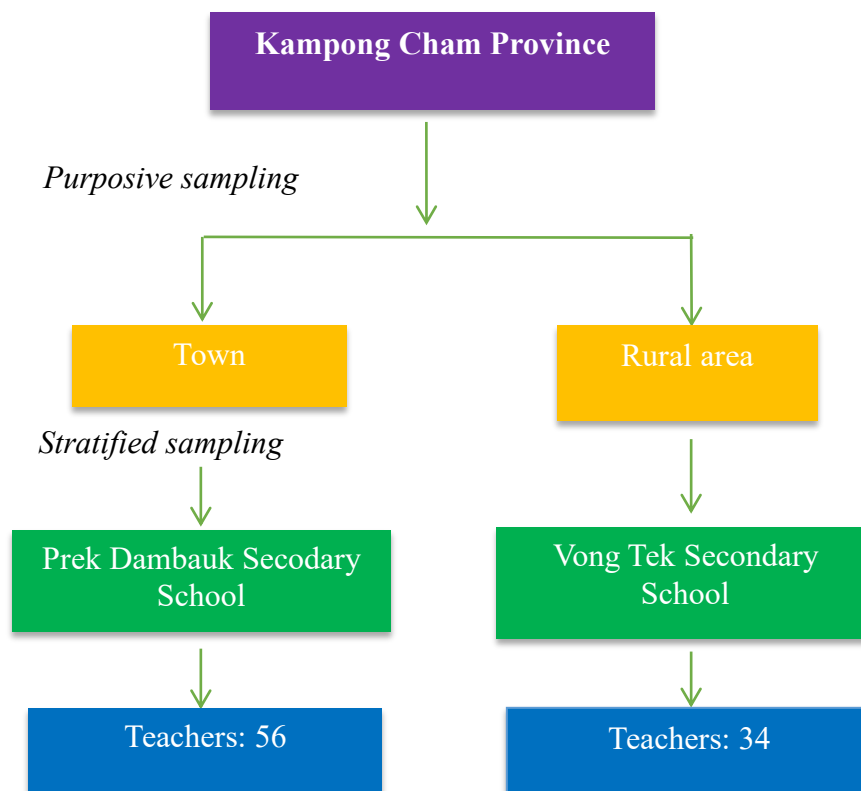 Kampong Cham Province
Purposive sampling
Town
Rural area
Stratified sampling
Prek Dambauk Secodary
School
Vong Tek Secondary
School
Teachers: 56
Teachers: 34